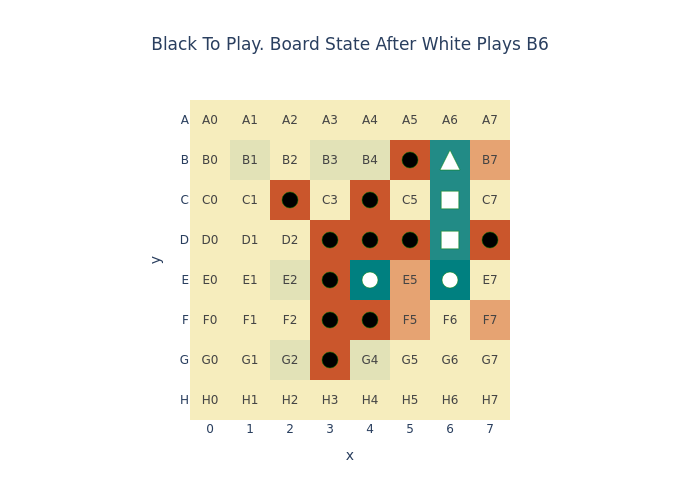 Black To Play. Board State After White Plays B6
A A0 A1 A2 A3 A4 A5 A6 A7
B B0 B1 B2 B3 B4 B7
C C0 C1 C3 C5 C7
D D0 D1 D2
E E0 E1 E2 E5 E7
F F0 F1 F2 F5 F6 F7
G G0 G1 G2 G4 G5 G6 G7
H H0 H1 H2 H3 H4 H5 H6 H7
0 1 2 3 4 5 6 7
x
y